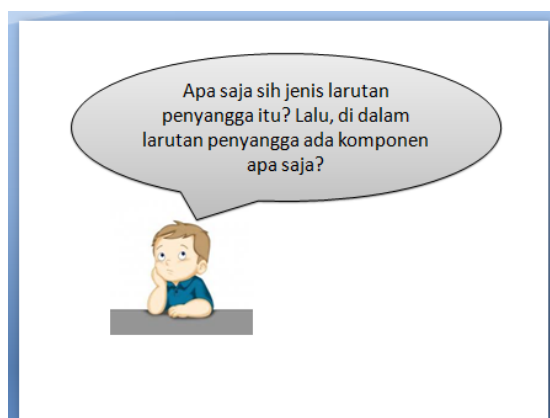 Apa saja sih jenis larutan
penyangga itu? Lalu, di dalam
larutan penyangga ada komponen
apa saja?